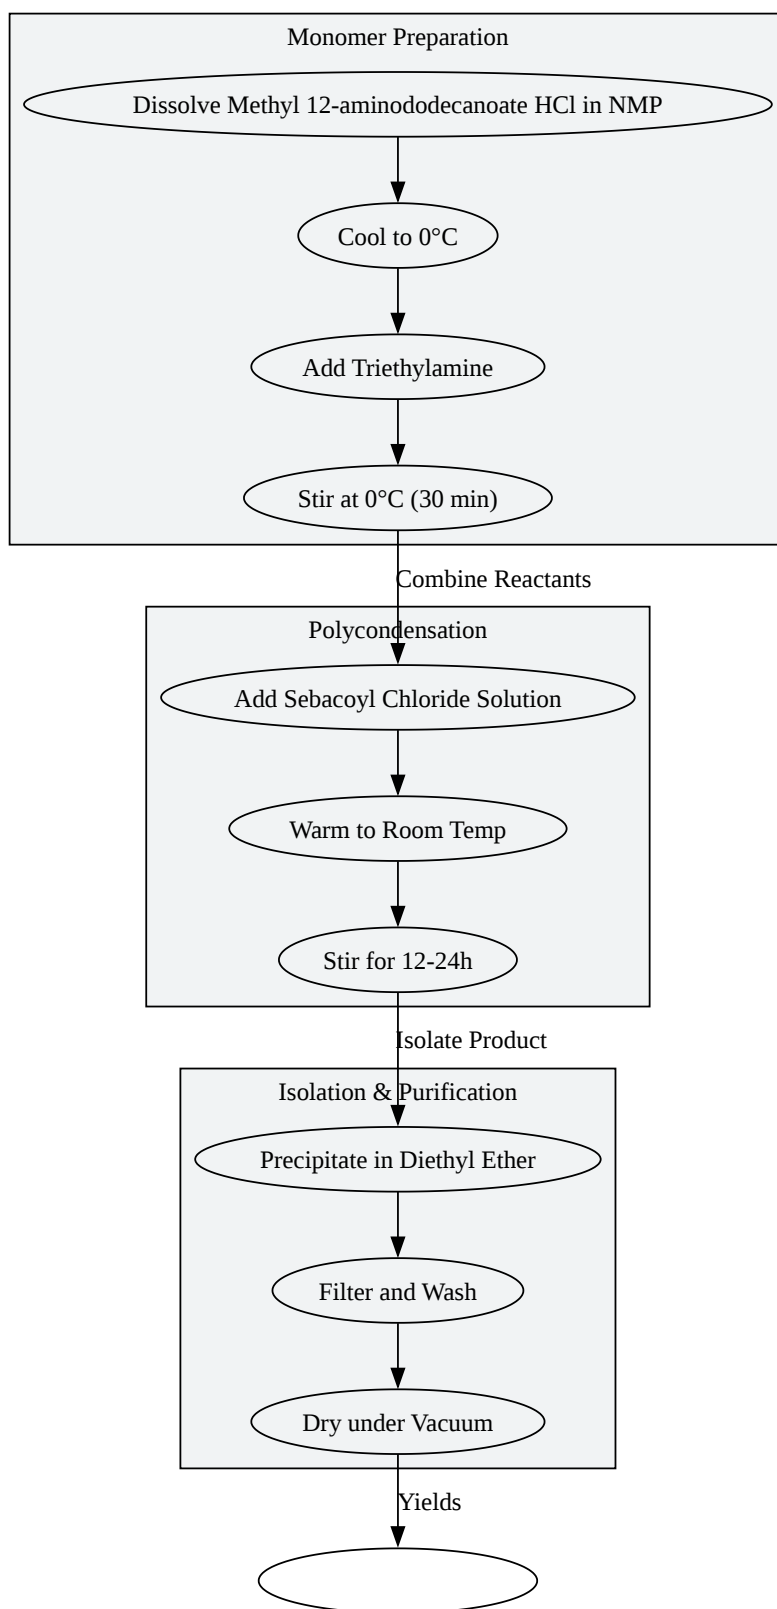 Monomer Preparation
Dissolve Methyl 12-aminododecanoate HCl in NMP
Cool to 0°C
Add Triethylamine
Stir at 0°C (30 min)
Combine Reactants
Polycondensation
Add Sebacoyl Chloride Solution
Warm to Room Temp
Stir for 12-24h
Isolate Product
Isolation & Purification
Precipitate in Diethyl Ether
Filter and Wash
Dry under Vacuum
Yields